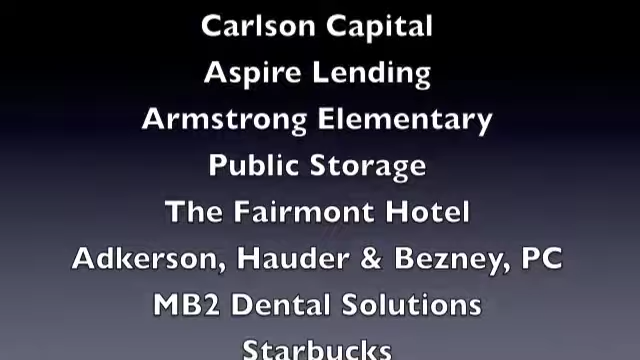 Carlson Capital
Aspire Lending
Armstrong Elementary
Public Storage
The Fairmont Hotel
Adkerson, Hauder & Bezney, PC
MB2 Dental Solutions
Starbucks